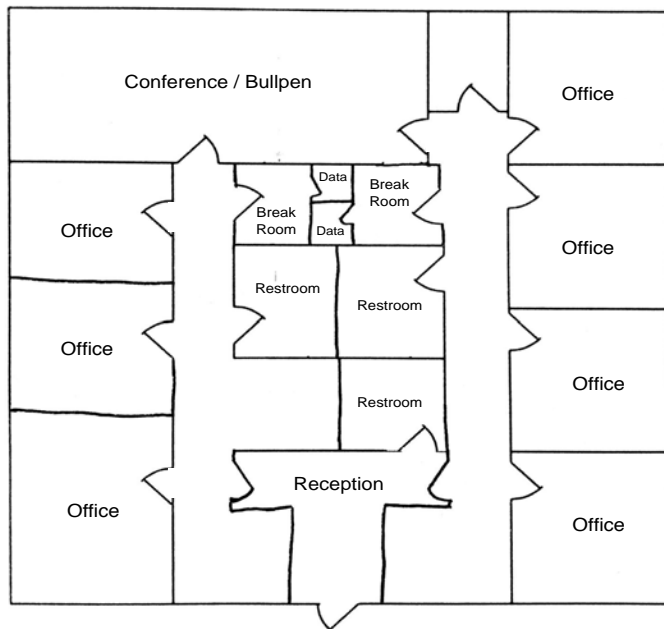 Conference / Bullpen
Office
Data
Break
Room
Office
Break
Room
Data
Office
Restroom
Restroom
Office
Office
Restroom
Reception
Office
Office